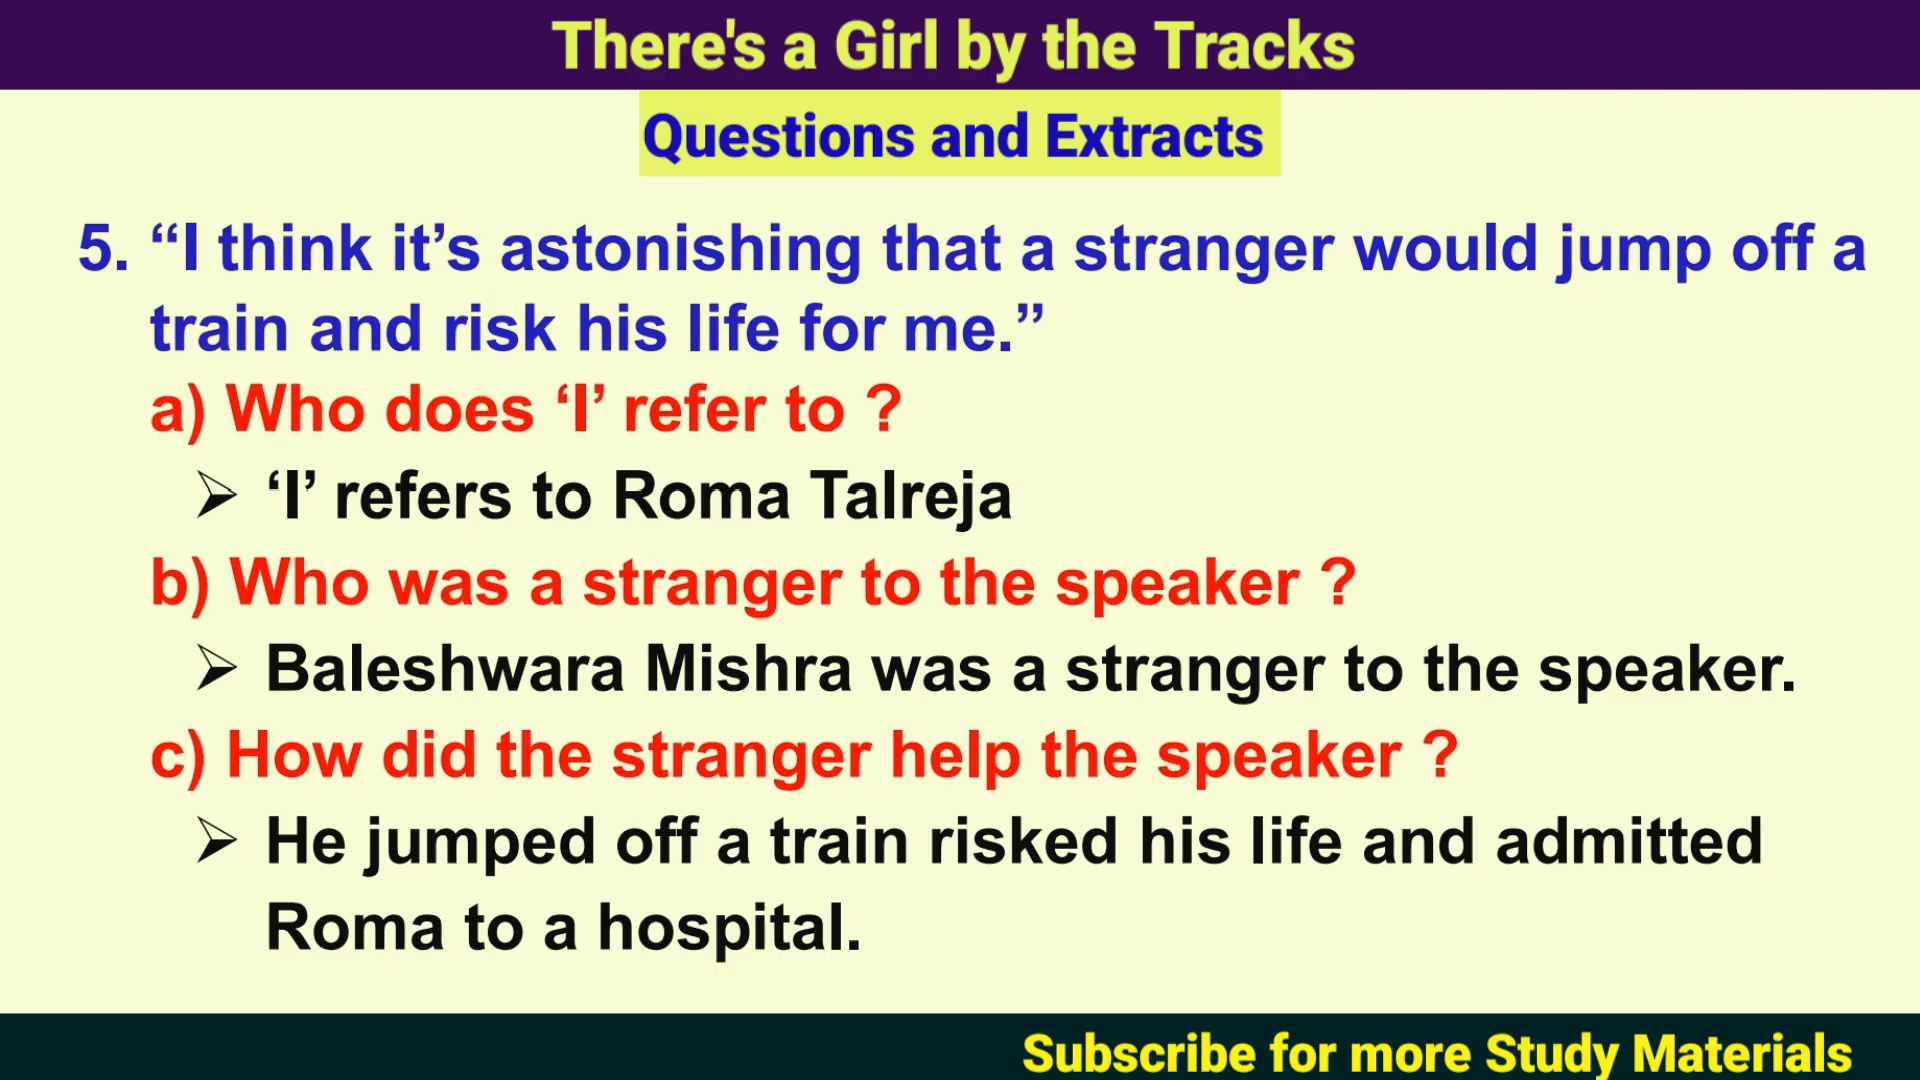 There's a Girl by the Tracks
Questions and Extracts
5. “I think it’s astonishing that a stranger would jump off a
train and risk his life for me.”
a) Who does ‘I’ refer to ?
➢ ‘I’ refers to Roma Talreja
b) Who was a stranger to the speaker ?
➢ Baleshwara Mishra was a stranger to the speaker.
c) How did the stranger help the speaker ?
➢ He jumped off a train risked his life and admitted
Roma to a hospital.
Subscribe for more Study Materials